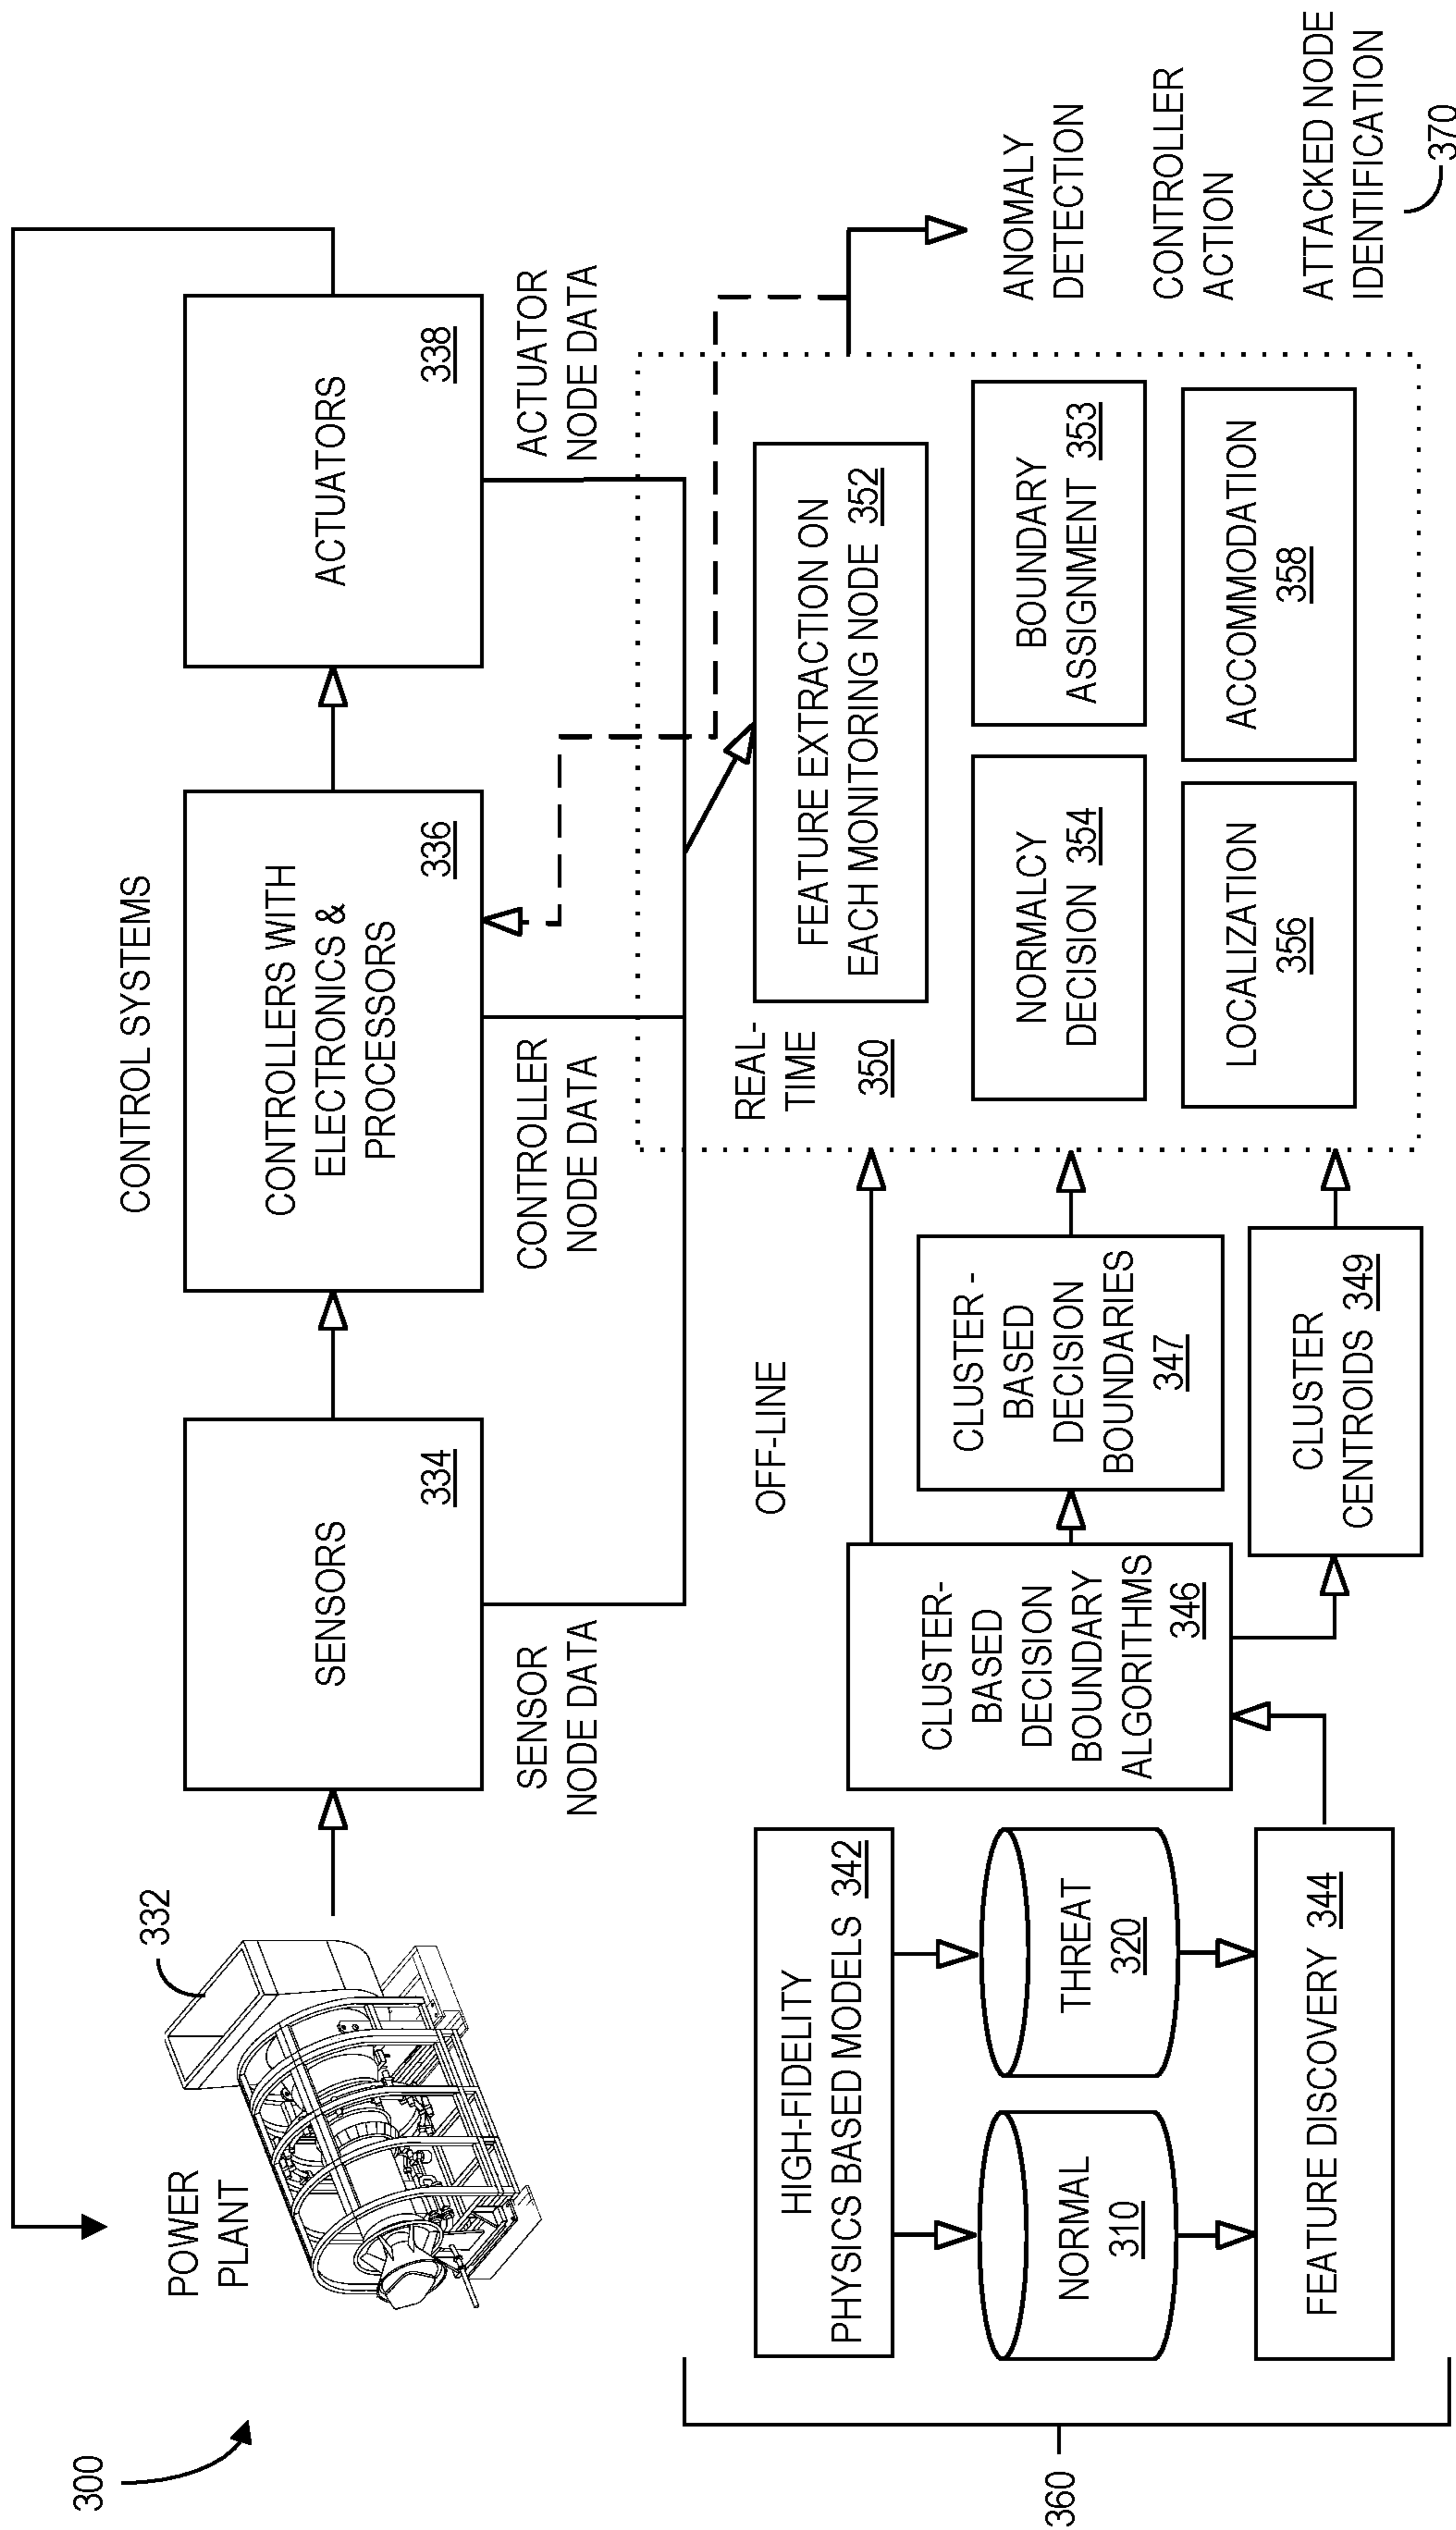 300
POWER
PLANT
332
CONTROL SYSTEMS
SENSORS
334
CONTROLLERS WITH
ELECTRONICS &
PROCESSORS
336
ACTUATORS
338
SENSOR
NODE DATA
CONTROLLER
NODE DATA
ACTUATOR
NODE DATA
360
HIGH-FIDELITY
PHYSICS BASED MODELS 342
NORMAL
310
THREAT
320
FEATURE DISCOVERY 344
OFF-LINE
CLUSTER-
BASED
DECISION
BOUNDARY
ALGORITHMS
346
CLUSTER -
BASED
DECISION
BOUNDARIES
347
CLUSTER
CENTROIDS 349
REAL-
TIME
350
FEATURE EXTRACTION ON
EACH MONITORING NODE 352
NORMALCY
DECISION 354
BOUNDARY
ASSIGNMENT 353
LOCALIZATION
356
ACCOMMODATION
358
ANOMALY
DETECTION
CONTROLLER
ACTION
ATTACKED NODE
IDENTIFICATION
370